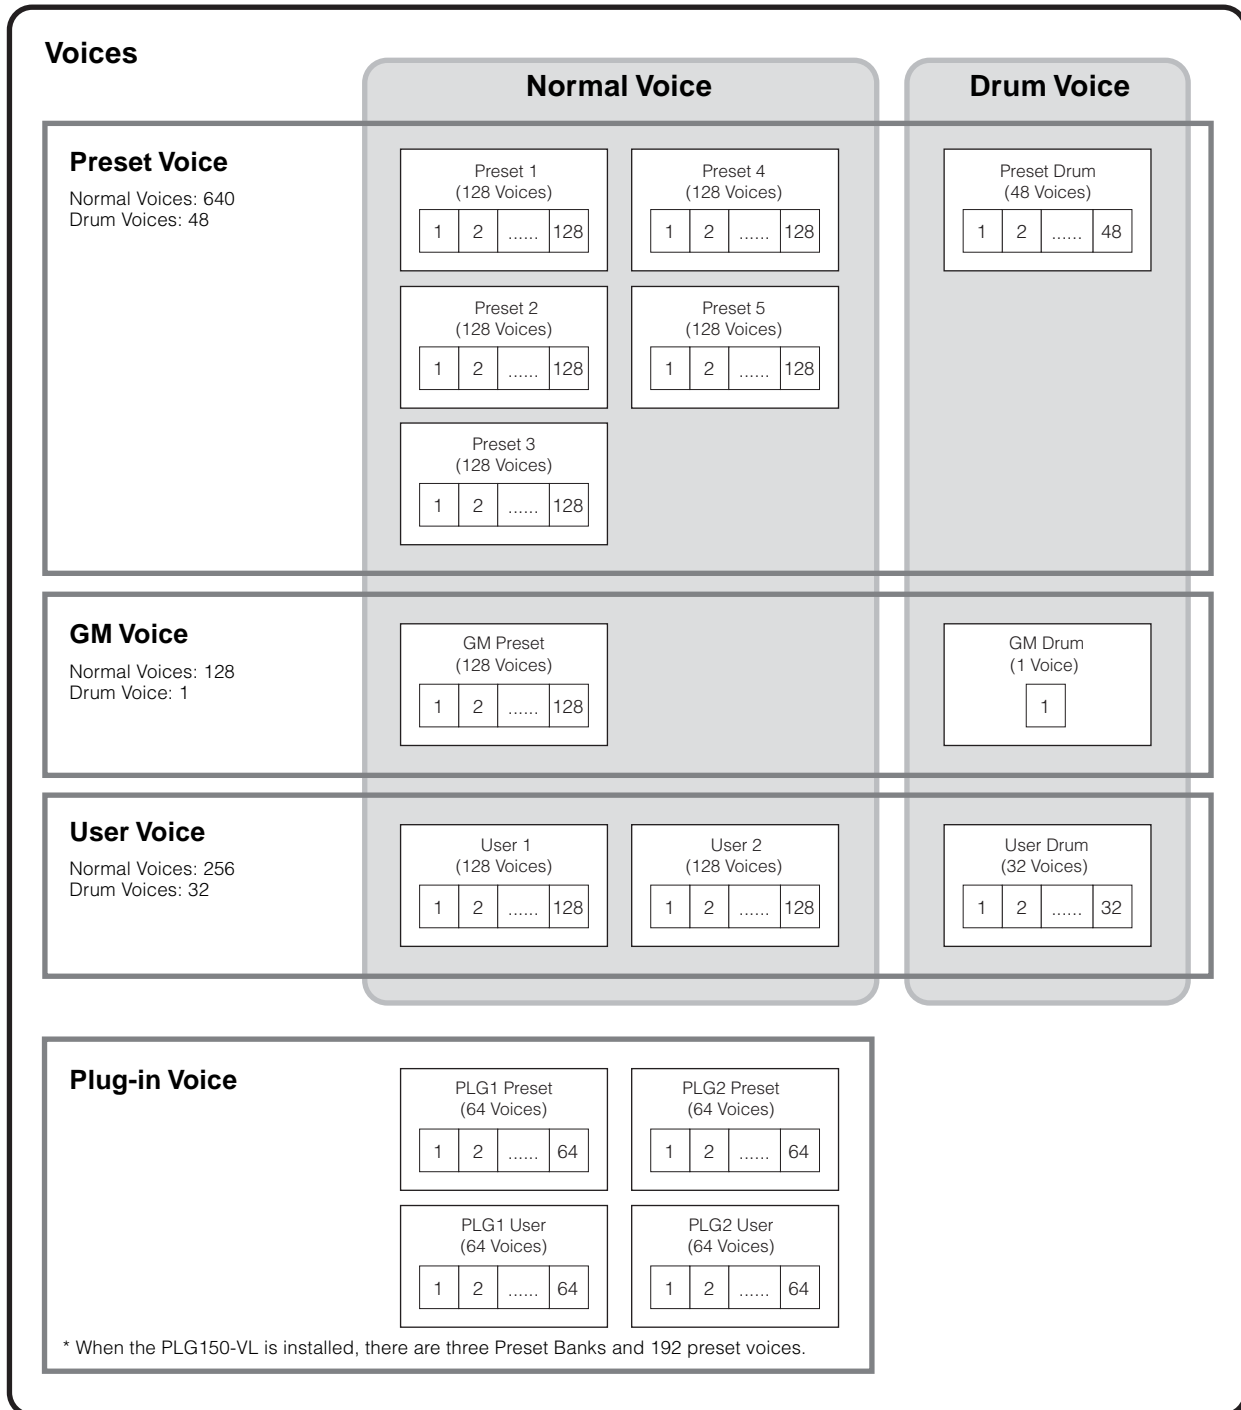 Voices
Normal Voice
Drum Voice
Preset Voice
Normal Voices: 640
Drum Voices: 48
Preset 1
(128 Voices)
1 2 ...... 128
Preset 4
(128 Voices)
1 2 ...... 128
Preset Drum
(48 Voices)
1 2 ...... 48
Preset 2
(128 Voices)
1 2 ...... 128
Preset 5
(128 Voices)
1 2 ...... 128
Preset 3
(128 Voices)
1 2 ...... 128
GM Voice
Normal Voices: 128
Drum Voice: 1
GM Preset
(128 Voices)
1 2 ...... 128
GM Drum
(1 Voice)
1
User Voice
Normal Voices: 256
Drum Voices: 32
User 1
(128 Voices)
1 2 ...... 128
User 2
(128 Voices)
1 2 ...... 128
User Drum
(32 Voices)
1 2 ...... 32
Plug-in Voice
PLG1 Preset
(64 Voices)
1 2 ...... 64
PLG2 Preset
(64 Voices)
1 2 ...... 64
PLG1 User
(64 Voices)
1 2 ...... 64
PLG2 User
(64 Voices)
1 2 ...... 64
* When the PLG150-VL is installed, there are three Preset Banks and 192 preset voices.